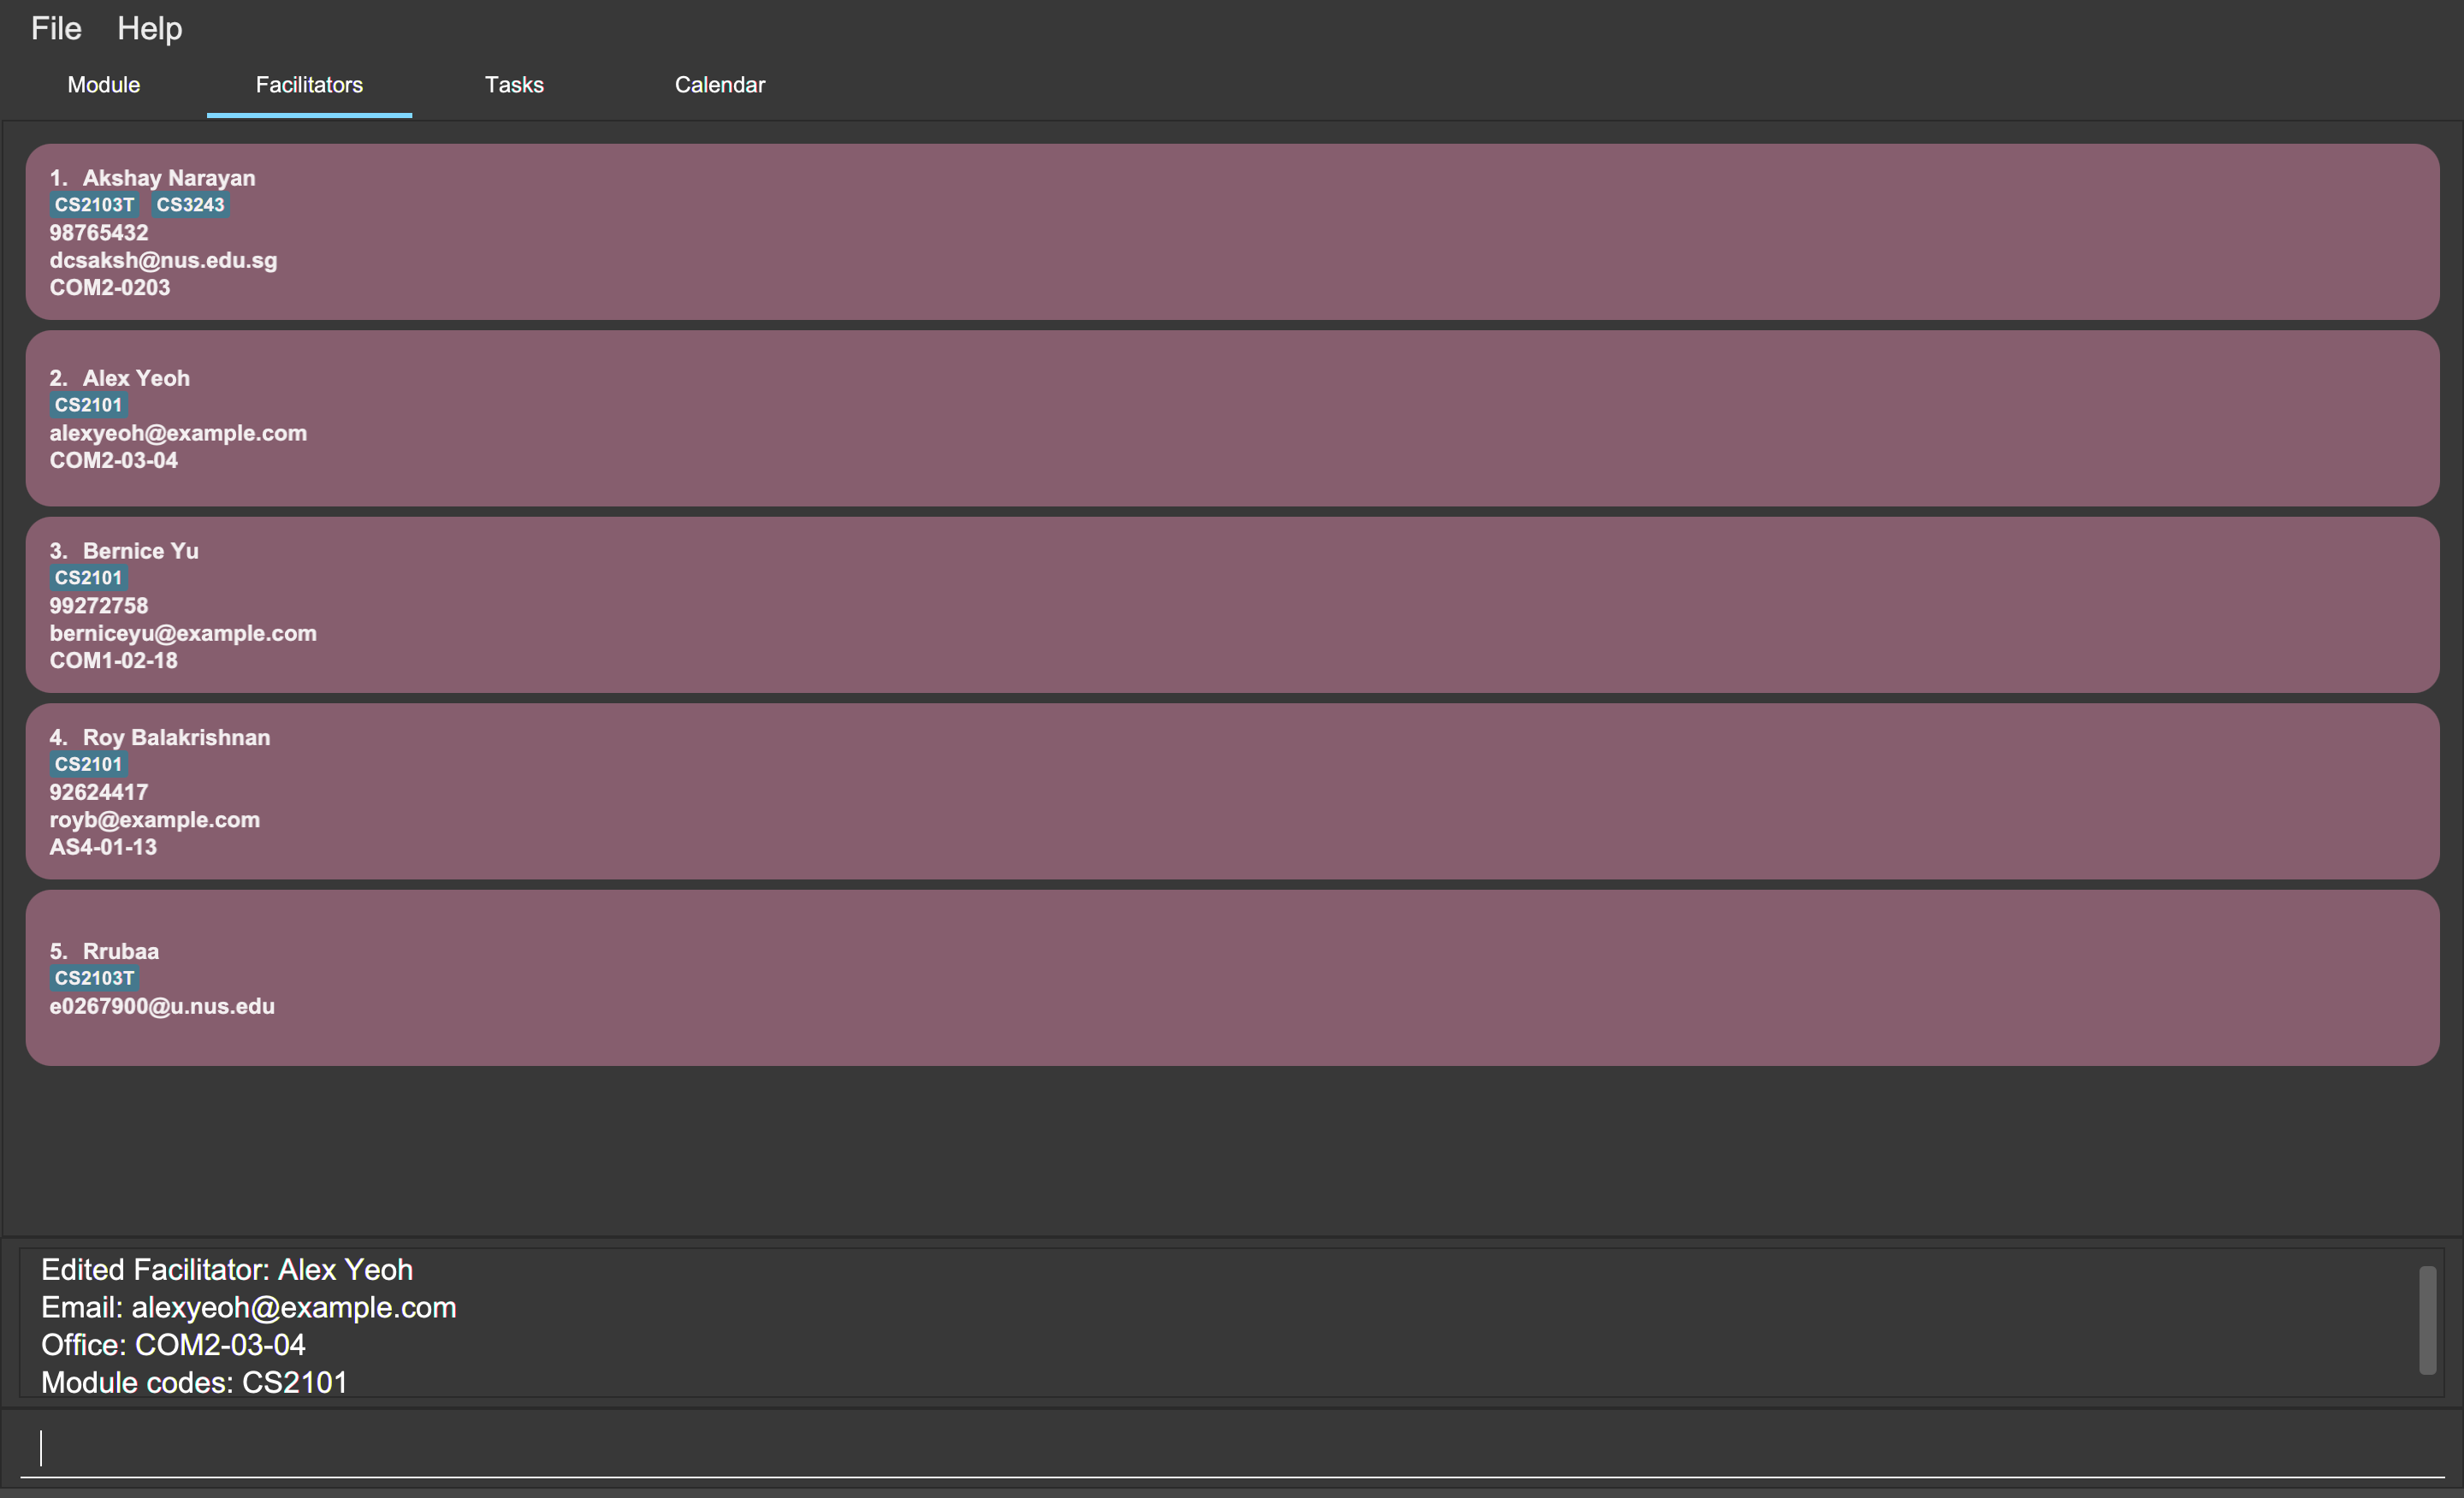 File Help
Module Facilitators Tasks Calendar
1. Akshay Narayan
CS2103T CS3243
98765432
dcsaksh@nus.edu.sg
COM2-0203
2. Alex Yeoh
CS2101
alexyeoh@example.com
COM2-03-04
3. Bernice Yu
CS2101
99272758
berniceyu@example.com
COM1-02-18
4. Roy Balakrishnan
CS2101
92624417
royb@example.com
AS4-01-13
5. Rrubaa
CS2103T
e0267900@u.nus.edu
Edited Facilitator: Alex Yeoh
Email: alexyeoh@example.com
Office: COM2-03-04
Module codes: CS2101